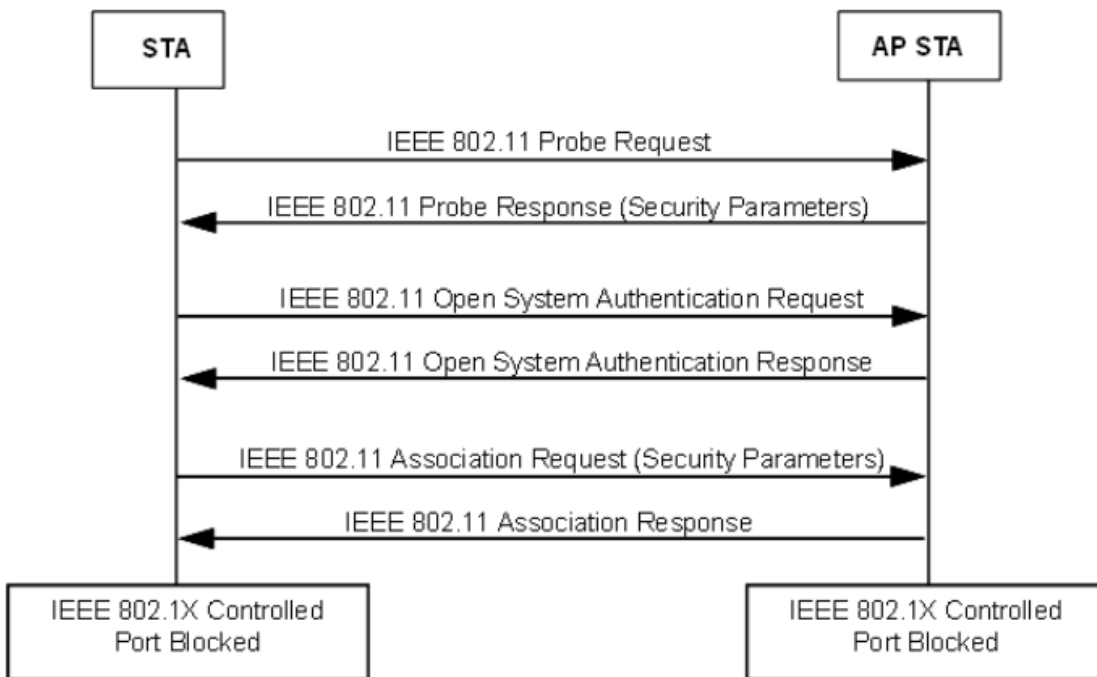 STA
AP STA
IEEE 802.11 Probe Request
IEEE 802.11 Probe Response (Security Parameters)
IEEE 802.11 Open System Authentication Request
IEEE 802.11 Open System Authentication Response
IEEE 802.11 Association Request (Security Parameters)
IEEE 802.11 Association Response
IEEE 802.1X Controlled
Port Blocked
IEEE 802.1X Controlled
Port Blocked